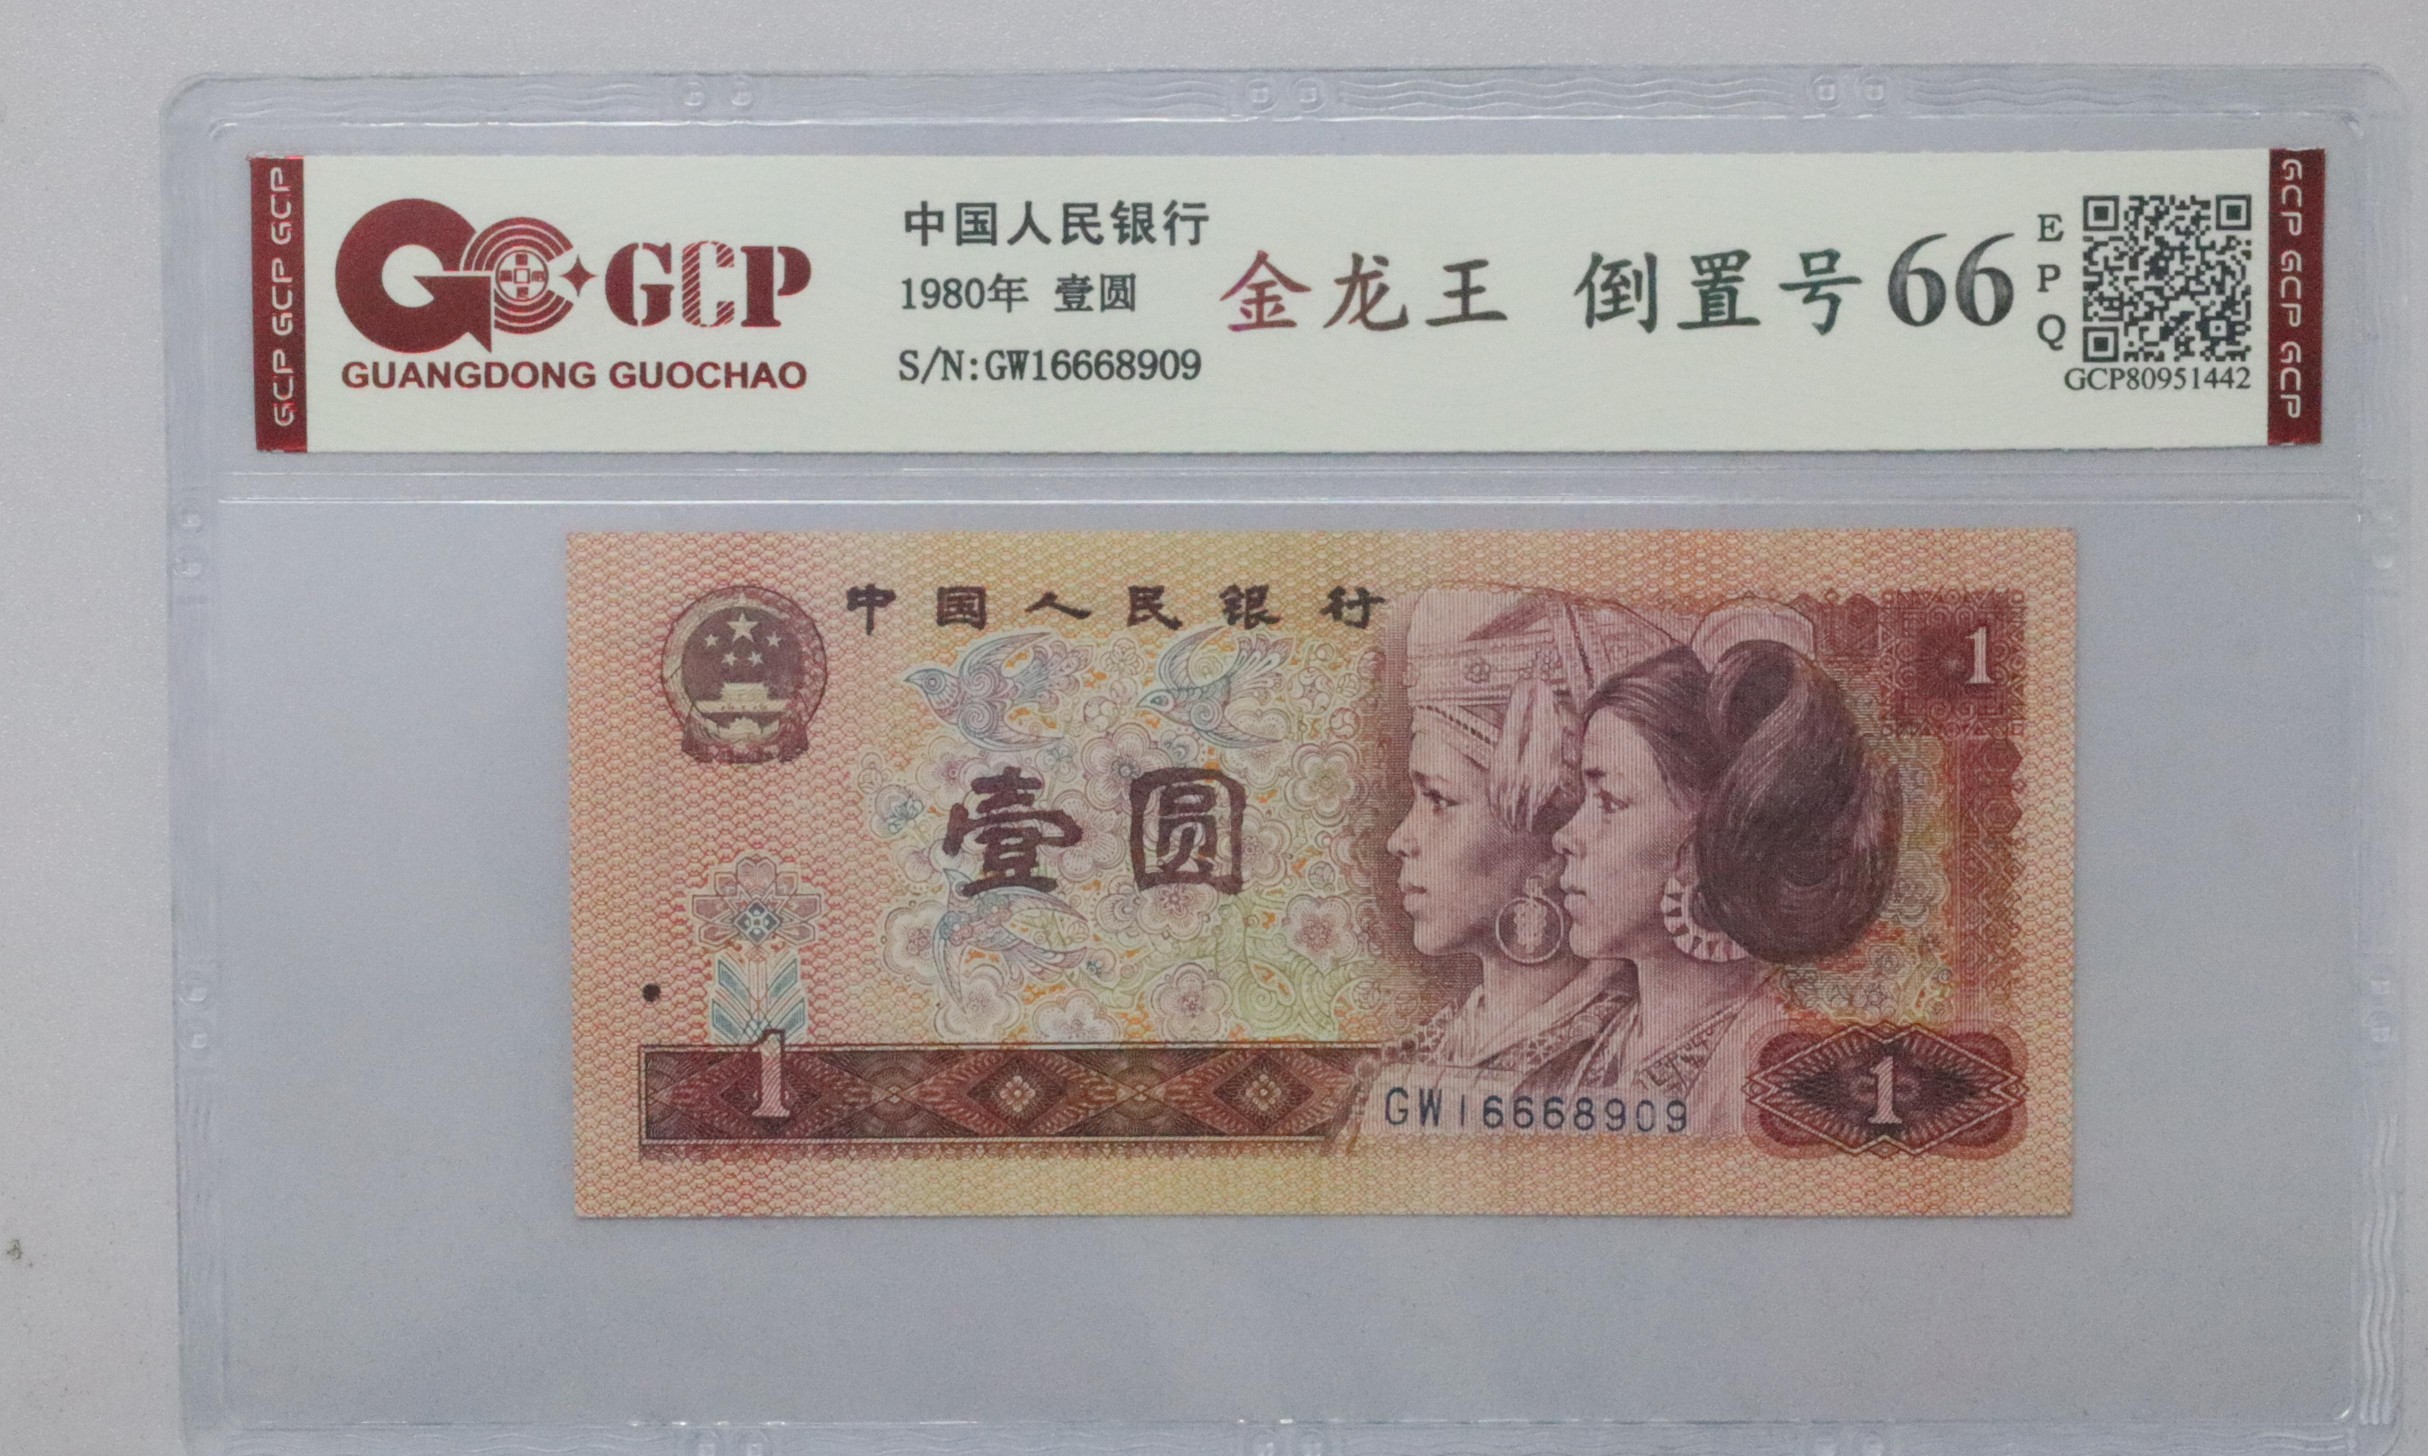 GCP GCP GCP
GCP
GUANGDONG GUOCHAO
中国人民银行
1980年 壹圆
S/N:GW16668909
金龙王 倒置号
66
E
P
Q
GCP80951442
GCP GCP GCP
中国人民银行
1
壹圆
1
GW16668909
1